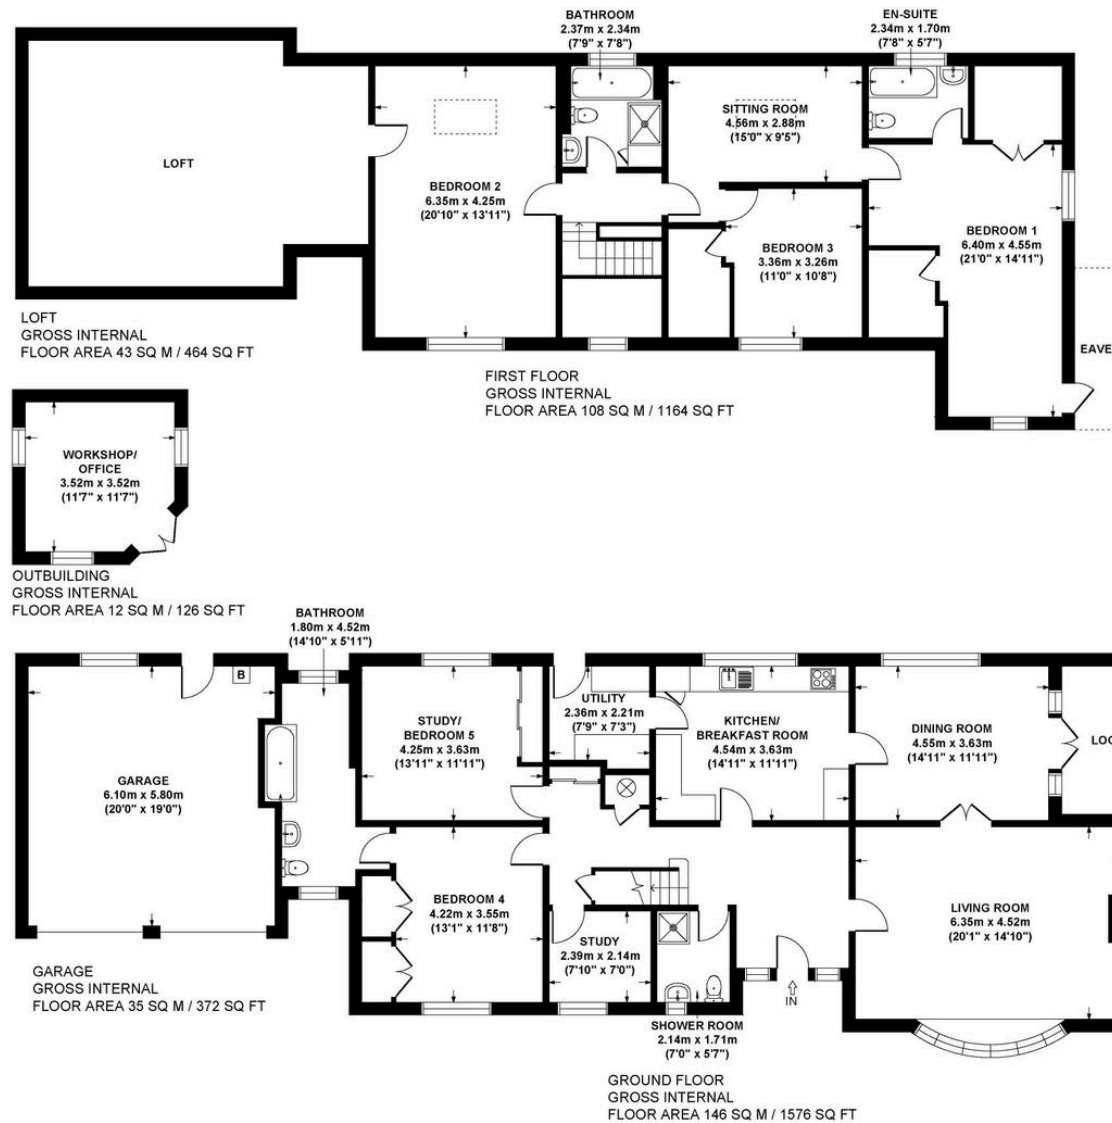 BATHROOM
2.37m x 2.34m
(7'9" x 7'8")
EN-SUITE
2.34m x 1.70m
(7'8" x 5'7")
SITTING ROOM
4.56m x 2.88m
(15'0" x 9'5")
LOFT
BEDROOM 2
6.35m x 4.25m
(20'10" x 13'11")
BEDROOM 3
3.36m x 3.26m
(11'0" x 10'8")
BEDROOM 1
6.40m x 4.55m
(21'0" x 14'11")
EAVE
LOFT
GROSS INTERNAL
FLOOR AREA 43 SQ M / 464 SQ FT
FIRST FLOOR
GROSS INTERNAL
FLOOR AREA 108 SQ M / 1164 SQ FT
WORKSHOP/
OFFICE
3.52m x 3.52m
(11'7" x 11'7")
OUTBUILDING
GROSS INTERNAL
FLOOR AREA 12 SQ M / 126 SQ FT
BATHROOM
1.80m x 4.52m
(14'10" x 5'11")
B
GARAGE
6.10m x 5.80m
(20'0" x 19'0")
STUDY/
BEDROOM 5
4.25m x 3.63m
(13'11" x 11'11")
UTILITY
2.36m x 2.21m
(7'9" x 7'3")
KITCHEN/
BREAKFAST ROOM
4.54m x 3.63m
(14'11" x 11'11")
DINING ROOM
4.55m x 3.63m
(14'11" x 11'11")
LOG
BEDROOM 4
4.22m x 3.55m
(13'1" x 11'8")
STUDY
2.39m x 2.14m
(7'10" x 7'0")
LIVING ROOM
6.35m x 4.52m
(20'1" x 14'10")
IN
SHOWER ROOM
2.14m x 1.71m
(7'0" x 5'7")
GARAGE
GROSS INTERNAL
FLOOR AREA 35 SQ M / 372 SQ FT
GROUND FLOOR
GROSS INTERNAL
FLOOR AREA 146 SQ M / 1576 SQ FT